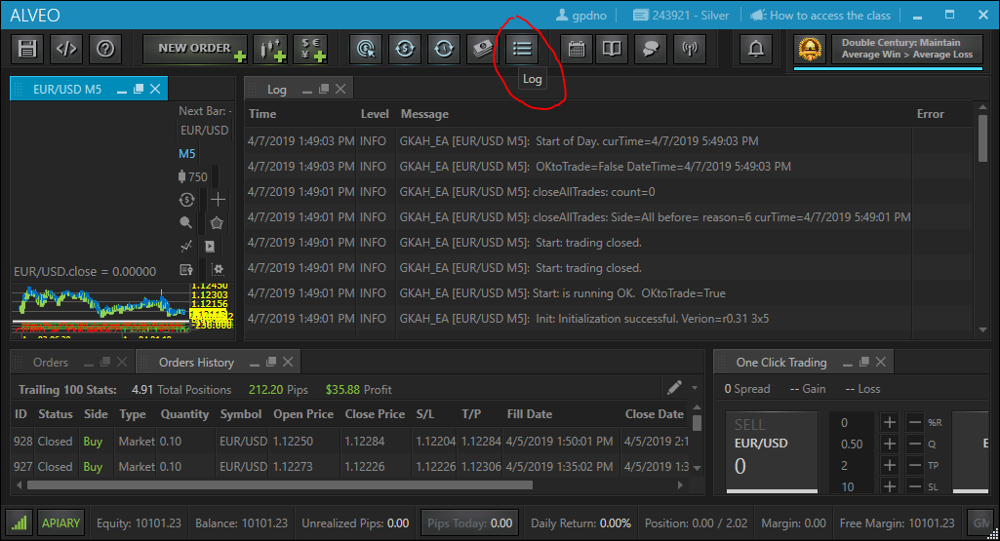 ALVEO
gpdno
243921 - Silver
How to access the class
NEW ORDER
Double Century: Maintain
Average Win > Average Loss
Log
EUR/USD M5
Log
Next Bar: -
EUR/USD
M5
750
EUR/USD.close = 0.00000
1.12450
1.12303
1.12156
Time Level Message Error
4/7/2019 1:49:03 PM INFO GKAH_EA [EUR/USD M5]: Start of Day. curTime=4/7/2019 5:49:03 PM
4/7/2019 1:49:03 PM INFO GKAH_EA [EUR/USD M5]: OKtoTrade=False DateTime=4/7/2019 5:49:03 PM
4/7/2019 1:49:01 PM INFO GKAH_EA [EUR/USD M5]: closeAllTrades: count=0
4/7/2019 1:49:01 PM INFO GKAH_EA [EUR/USD M5]: closeAllTrades: Side=All before= reason=6 curTime=4/7/2019 5:49:01 PM
4/7/2019 1:49:01 PM INFO GKAH_EA [EUR/USD M5]: Start: trading closed.
4/7/2019 1:49:01 PM INFO GKAH_EA [EUR/USD M5]: Start: trading closed.
4/7/2019 1:49:01 PM INFO GKAH_EA [EUR/USD M5]: Start: is running OK. OKtoTrade=True
4/7/2019 1:49:01 PM INFO GKAH_EA [EUR/USD M5]: Init: Initialization successful. Verion=r0.31 3x5
Orders
Orders History
Trailing 100 Stats: 4.91 Total Positions 212.20 Pips $35.88 Profit
ID Status Side Type Quantity Symbol Open Price Close Price S/L T/P Fill Date Close Date
928 Closed Buy Market 0.10 EUR/USD 1.12250 1.12284 1.12204 1.12284 4/5/2019 1:50:01 PM 4/5/2019 2:1
927 Closed Buy Market 0.10 EUR/USD 1.12273 1.12226 1.12226 1.12306 4/5/2019 1:35:02 PM 4/5/2019 1:3
One Click Trading
0 Spread -- Gain -- Loss
SELL
EUR/USD
0
0 + − %R
0.50 + − Q
2 + − TP
10 + − SL
E
APIARY
Equity: 10101.23
Balance: 10101.23
Unrealized Pips: 0.00
Pips Today: 0.00
Daily Return: 0.00%
Position: 0.00 / 2.02
Margin: 0.00
Free Margin: 10101.23
GM